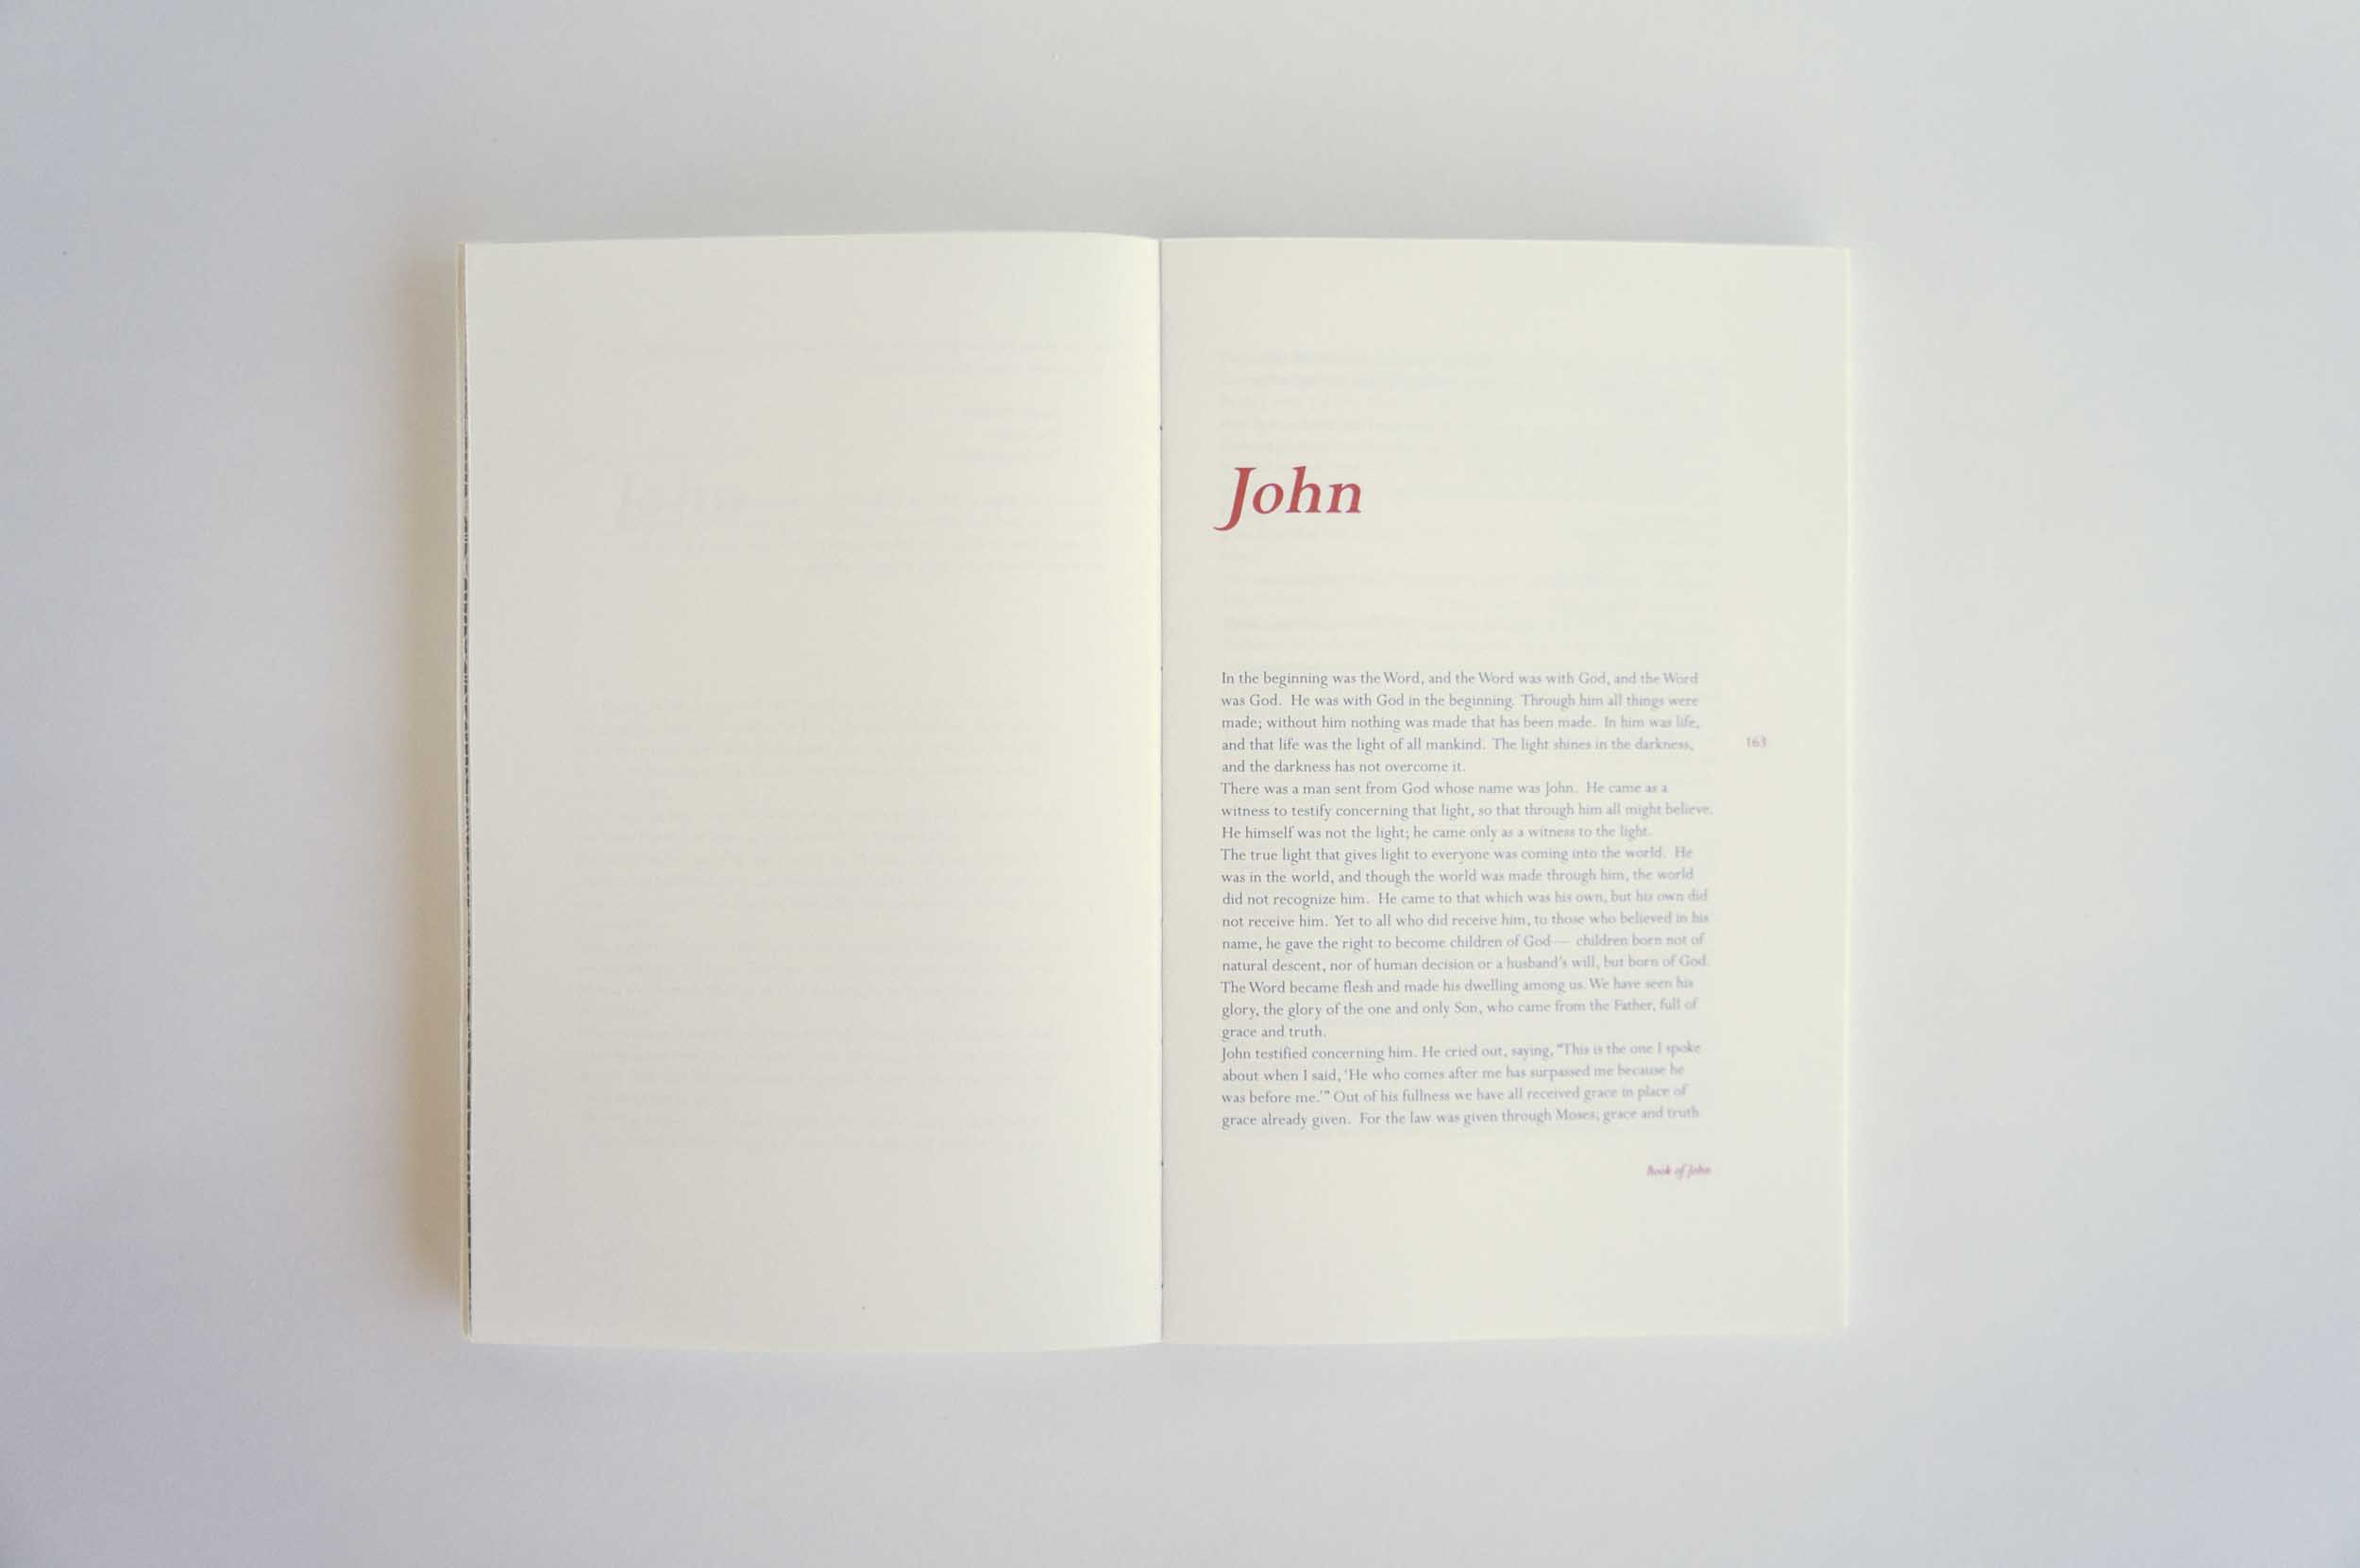 John
In the beginning was the Word, and the Word was with God, and the Word
was God.  He was with God in the beginning. Through him all things were
made; without him nothing was made that has been made.  In him was life,
and that life was the light of all mankind.  The light shines in the darkness,
163
and the darkness has not overcome it.
There was a man sent from God whose name was John.  He came as a
witness to testify concerning that light, so that through him all might believe.
He himself was not the light; he came only as a witness to the light.
The true light that gives light to everyone was coming into the world.  He
was in the world, and though the world was made through him, the world
did not recognize him.  He came to that which was his own, but his own did
not receive him.  Yet to all who did receive him, to those who believed in his
name, he gave the right to become children of God— children born not of
natural descent, nor of human decision or a husband's will, but born of God.
The Word became flesh and made his dwelling among us. We have seen his
glory, the glory of the one and only Son, who came from the Father, full of
grace and truth.
John testified concerning him. He cried out, saying, "This is the one I spoke
about when I said, 'He who comes after me has surpassed me because he
was before me.'" Out of his fullness we have all received grace in place of
grace already given.  For the law was given through Moses; grace and truth
Book of John